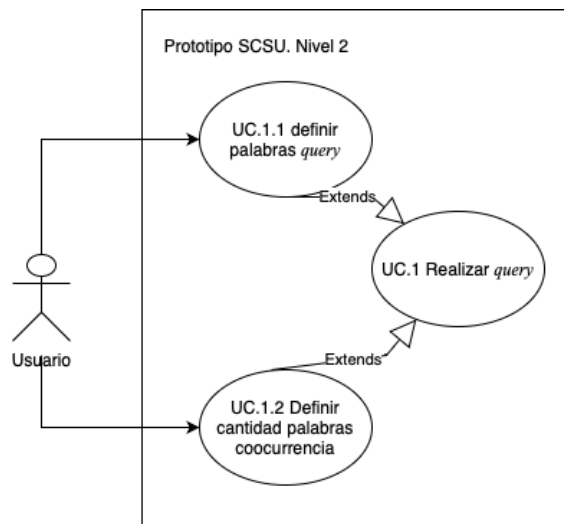 Prototipo SCSU. Nivel 2
UC.1.1 definir
palabras query
Extends
UC.1 Realizar query
Usuario
Extends
UC.1.2 Definir
cantidad palabras
coocurrencia